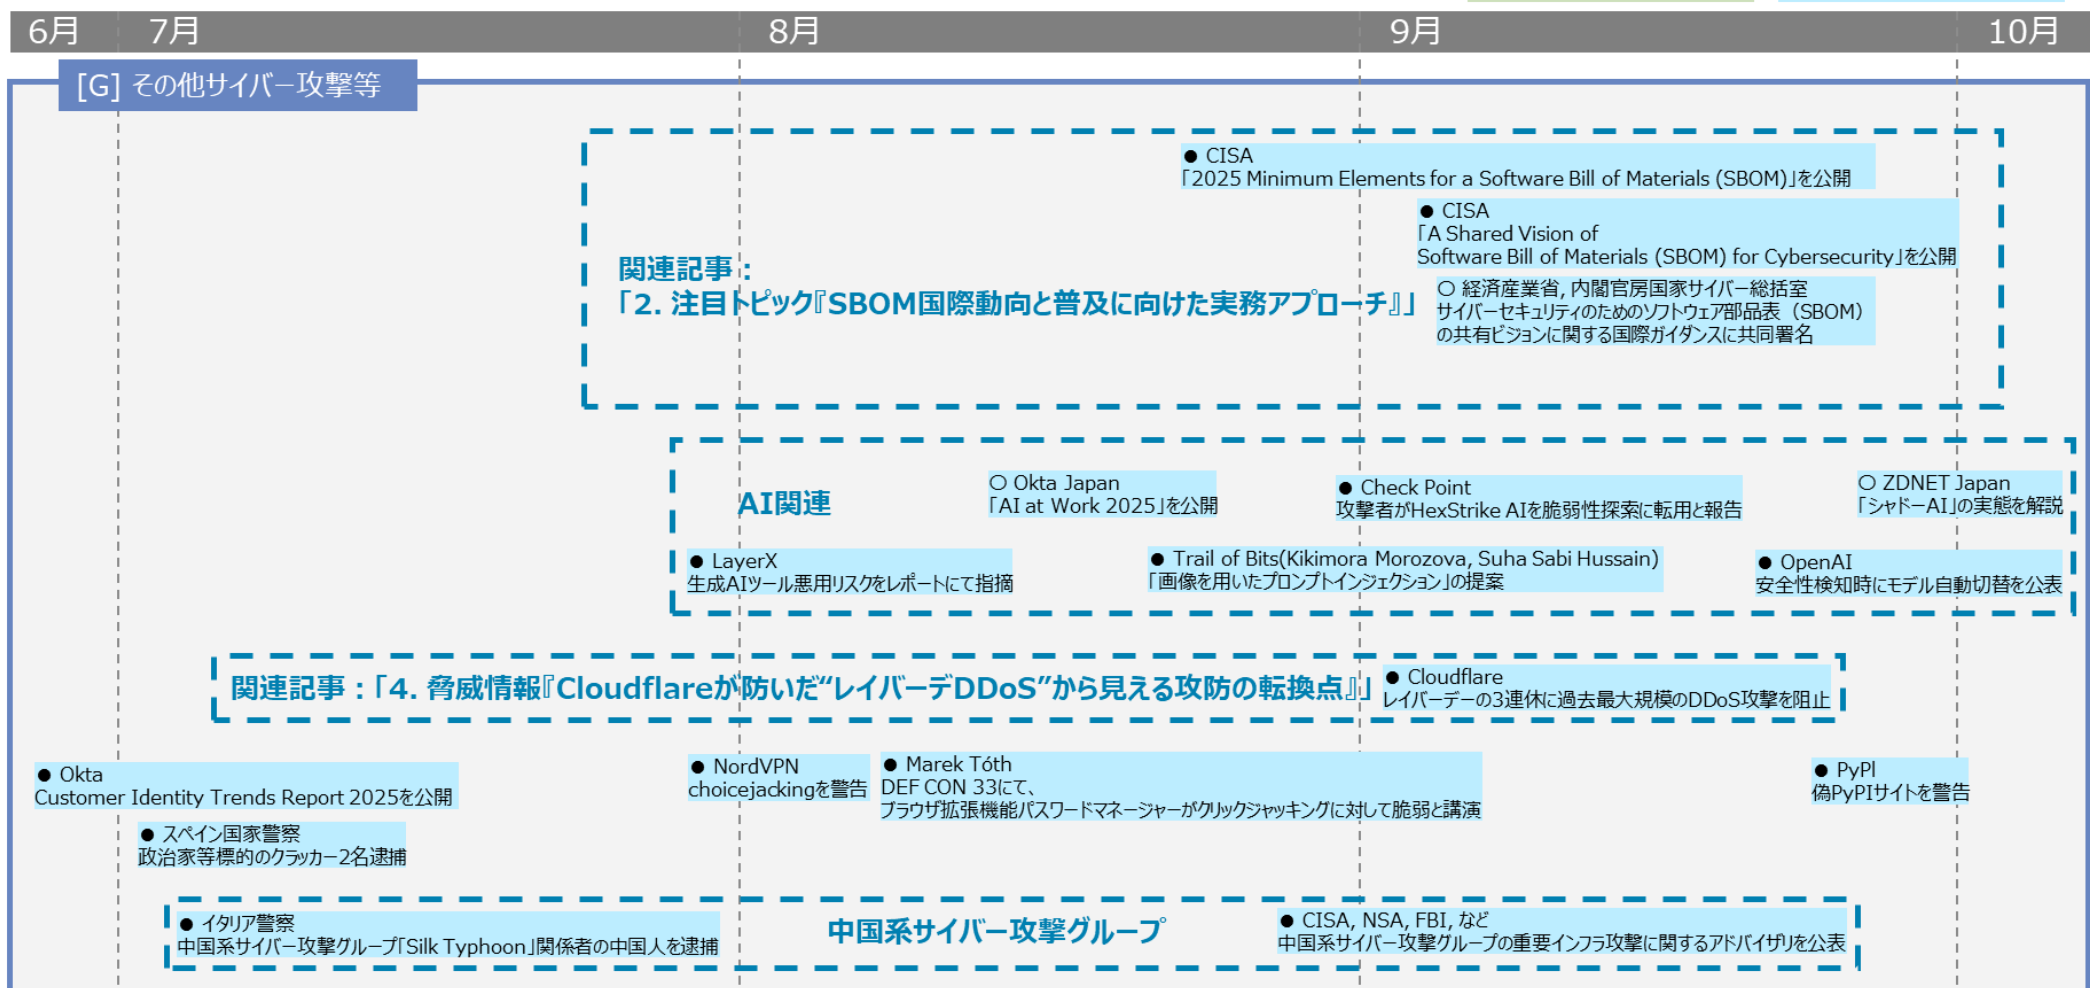 6月 7月 8月 9月 10月
[G] その他サイバー攻撃等
● CISA
「2025 Minimum Elements for a Software Bill of Materials (SBOM)」を公開
● CISA
「A Shared Vision of
Software Bill of Materials (SBOM) for Cybersecurity」を公開
関連記事：
「2. 注目トピック『SBOM国際動向と普及に向けた実務アプローチ』」
○ 経済産業省, 内閣官房国家サイバー総括室
サイバーセキュリティのためのソフトウェア部品表（SBOM）
の共有ビジョンに関する国際ガイダンスに共同署名
AI関連
○ Okta Japan
「AI at Work 2025」を公開
● Check Point
攻撃者がHexStrike AIを脆弱性探索に転用と報告
○ ZDNET Japan
「シャドーAI」の実態を解説
● LayerX
生成AIツール悪用リスクをレポートにて指摘
● Trail of Bits(Kikimora Morozova, Suha Sabi Hussain)
「画像を用いたプロンプトインジェクション」の提案
● OpenAI
安全性検知時にモデル自動切替を公表
関連記事：「4. 脅威情報『Cloudflareが防いだ“レイバーデDDoS”から見える攻防の転換点』」
● Cloudflare
レイバーデーの3連休に過去最大規模のDDoS攻撃を阻止
● Okta
Customer Identity Trends Report 2025を公開
● NordVPN
choicejackingを警告
● Marek Tóth
DEF CON 33にて、
ブラウザ拡張機能パスワードマネージャーがクリックジャッキングに対して脆弱と講演
● PyPl
偽PyPIサイトを警告
● スペイン国家警察
政治家等標的のクラッカー2名逮捕
● イタリア警察
中国系サイバー攻撃グループ「Silk Typhoon」関係者の中国人を逮捕
中国系サイバー攻撃グループ
● CISA, NSA, FBI, など
中国系サイバー攻撃グループの重要インフラ攻撃に関するアドバイザリを公表